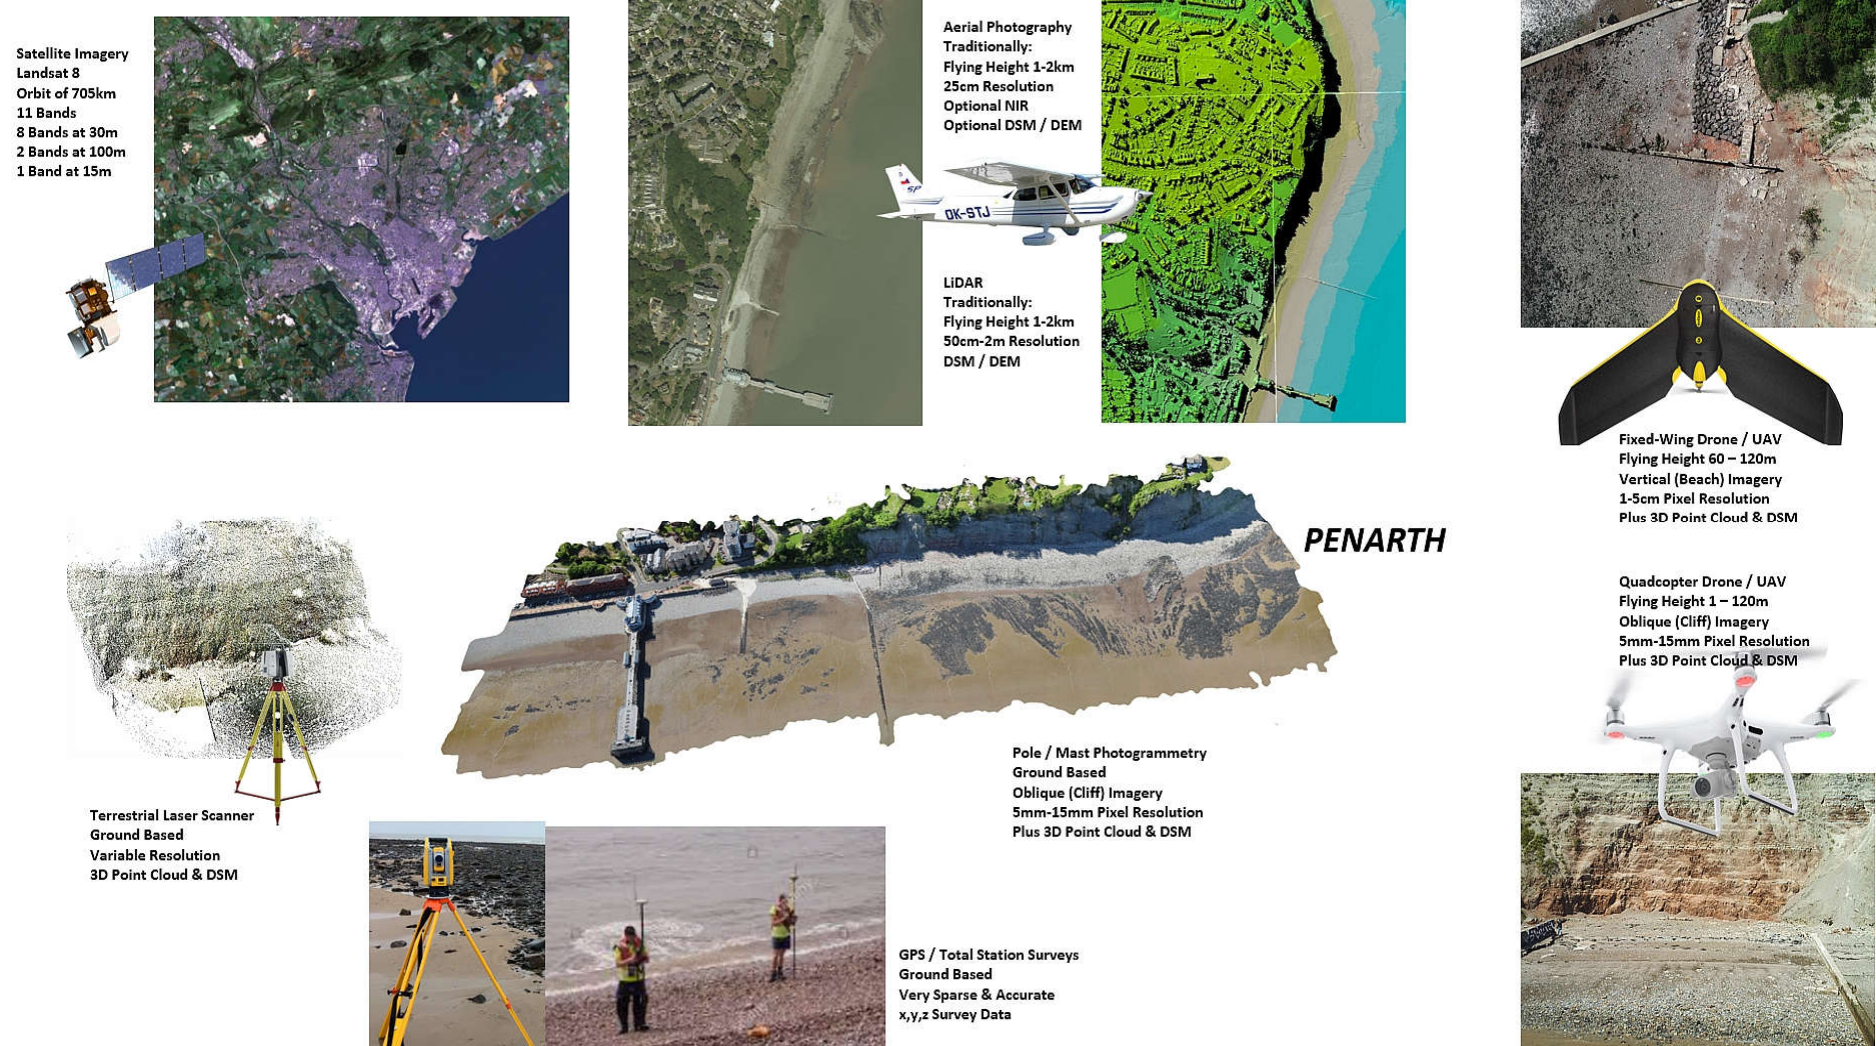 Satellite Imagery
Landsat 8
Orbit of 705km
11 Bands
8 Bands at 30m
2 Bands at 100m
1 Band at 15m
Aerial Photography
Traditionally:
Flying Height 1-2km
25cm Resolution
Optional NIR
Optional DSM / DEM
SP
OK-STJ
LiDAR
Traditionally:
Flying Height 1-2km
50cm-2m Resolution
DSM / DEM
Fixed-Wing Drone / UAV
Flying Height 60 – 120m
Vertical (Beach) Imagery
1-5cm Pixel Resolution
Plus 3D Point Cloud & DSM
PENARTH
Quadcopter Drone / UAV
Flying Height 1 – 120m
Oblique (Cliff) Imagery
5mm-15mm Pixel Resolution
Plus 3D Point Cloud & DSM
Pole / Mast Photogrammetry
Ground Based
Oblique (Cliff) Imagery
5mm-15mm Pixel Resolution
Plus 3D Point Cloud & DSM
Terrestrial Laser Scanner
Ground Based
Variable Resolution
3D Point Cloud & DSM
GPS / Total Station Surveys
Ground Based
Very Sparse & Accurate
x,y,z Survey Data